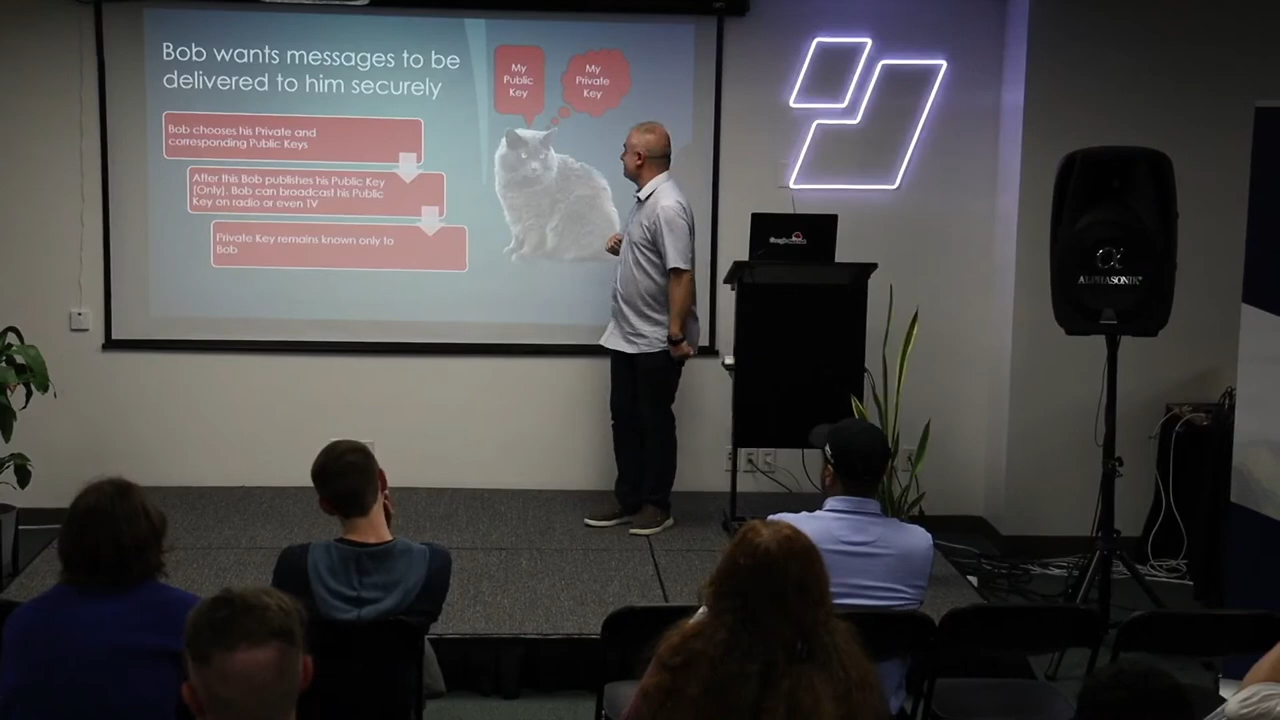 Bob wants messages to be
delivered to him securely
My
Public
Key
My
Private
Key
Bob chooses his Private and
corresponding Public Keys
After this Bob publishes his Public Key
(Only). Bob can broadcast his Public
Key on radio or even TV
Private Key remains known only to
Bob
ALPHASONIK